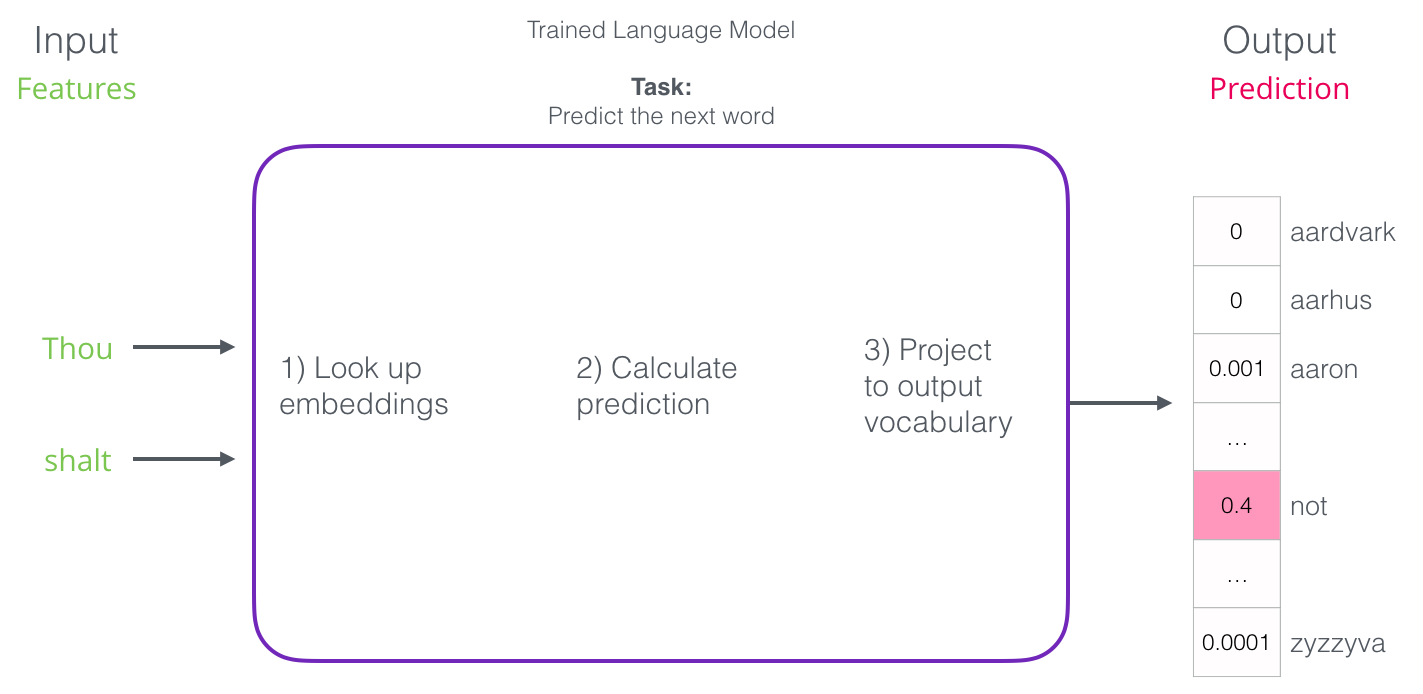 Input
Features
Trained Language Model
Task:
Predict the next word
Output
Prediction
Thou
shalt
1) Look up
embeddings
2) Calculate
prediction
3) Project
to output
vocabulary
0 aardvark
0 aarhus
0.001 aaron
...
0.4 not
...
0.0001 zyzzyva